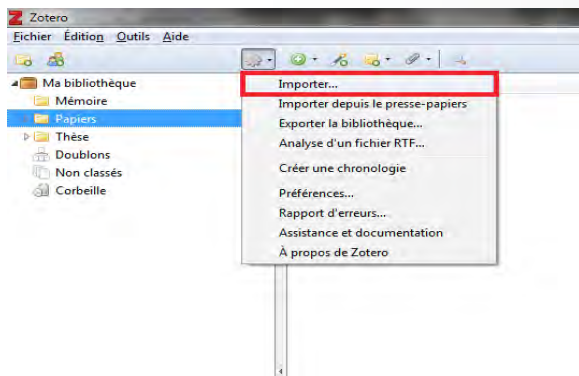 Zotero
Fichier Édition Outils Aide
Ma bibliothèque
Mémoire
Papiers
Thèse
Doublons
Non classés
Corbeille
Importer...
Importer depuis le presse-papiers
Exporter la bibliothèque...
Analyse d'un fichier RTF...
Créer une chronologie
Préférences...
Rapport d'erreurs...
Assistance et documentation
À propos de Zotero